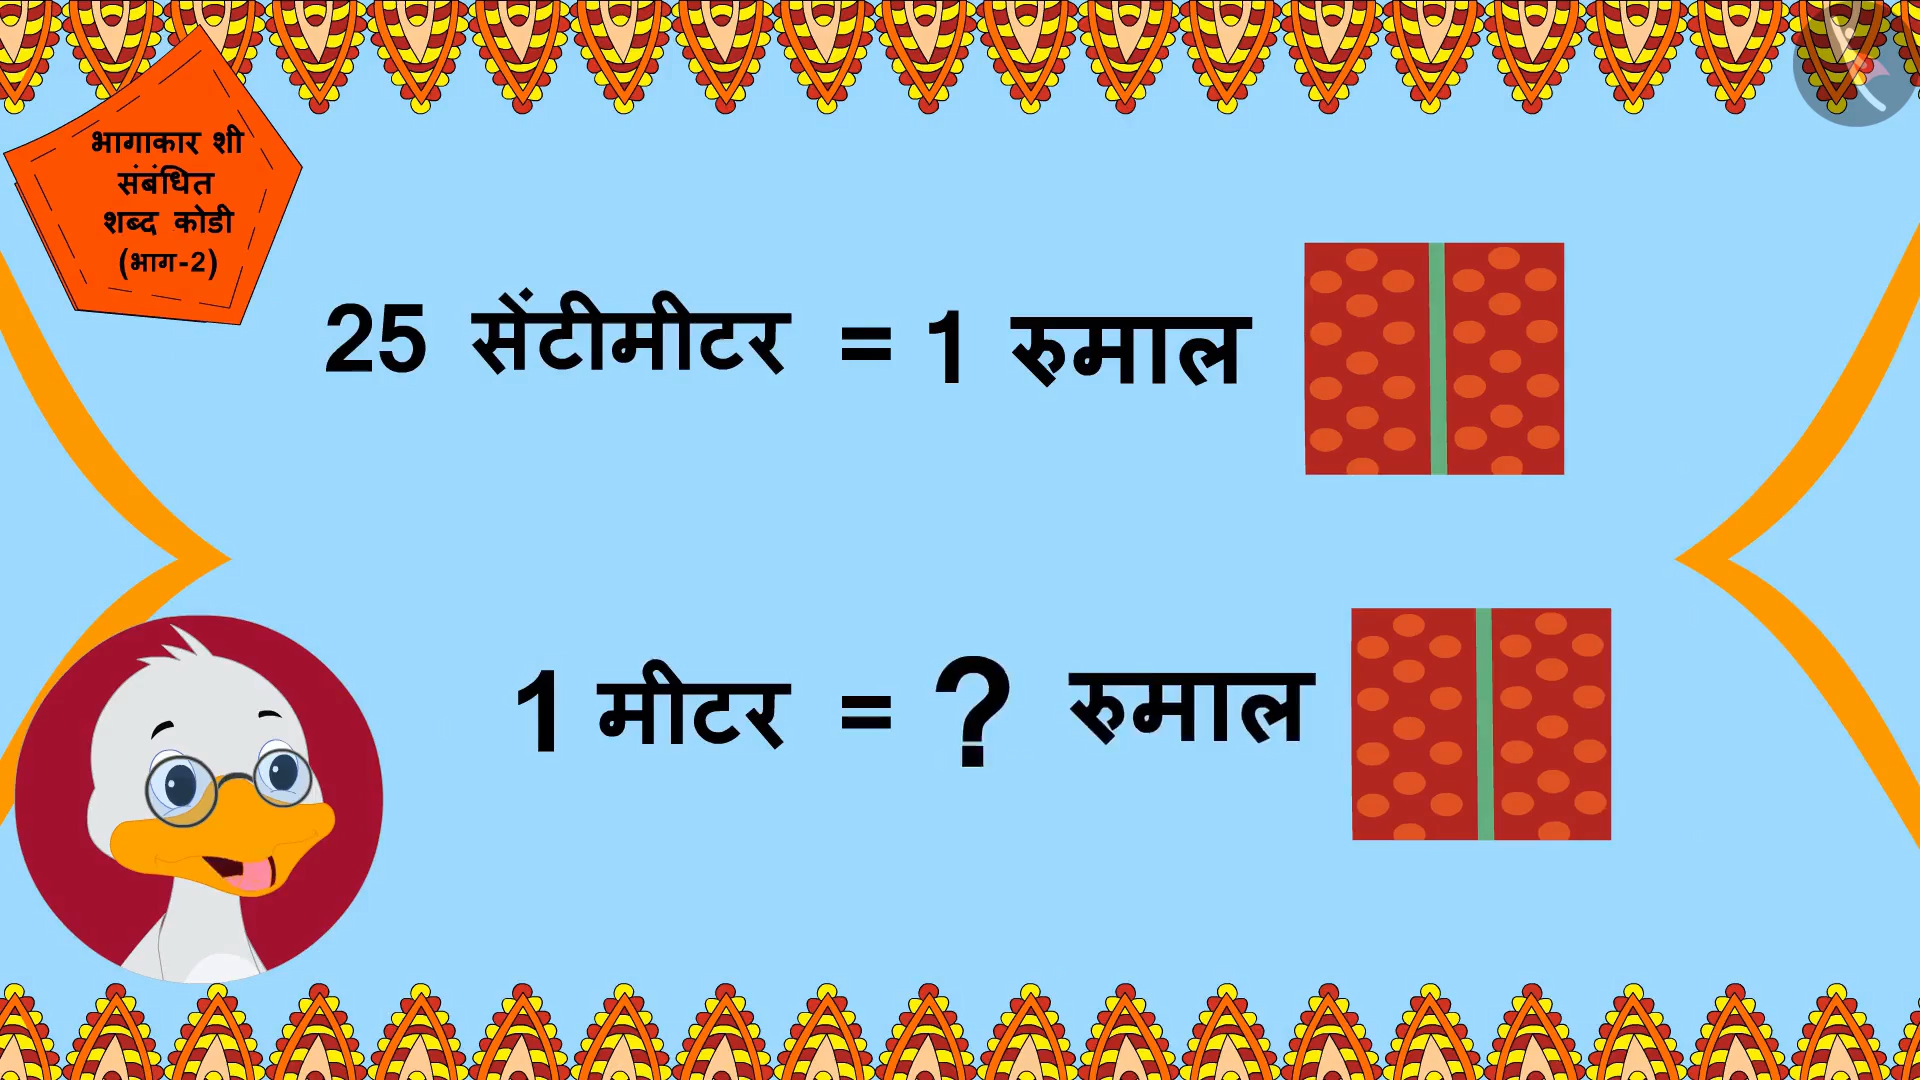 भागाकार शी
संबंधित
शब्द कोडी
(भाग-2)
25 सेंटीमीटर = 1 रुमाल
1 मीटर = ? रुमाल